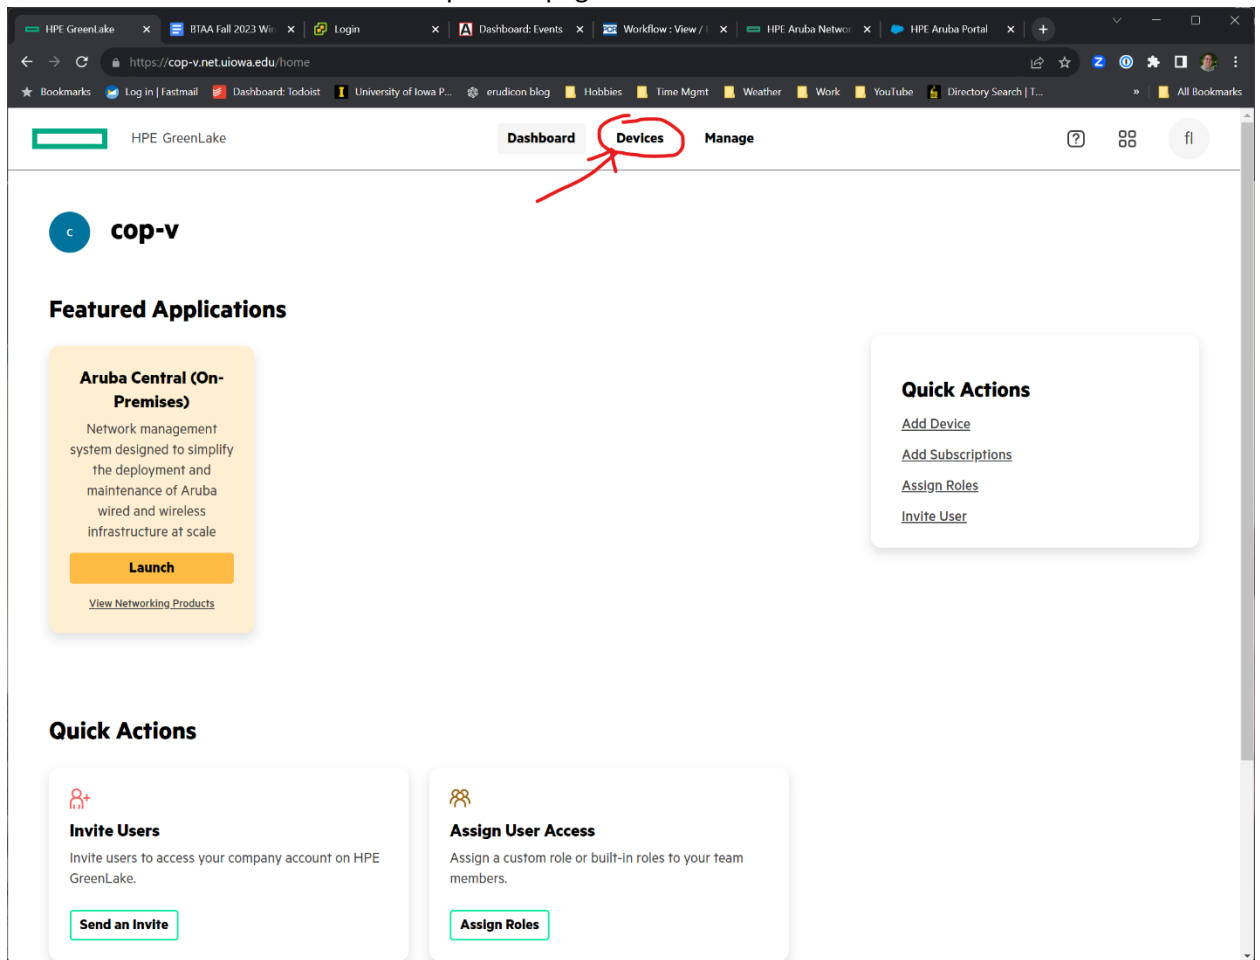 HPE GreenLake
BTAA Fall 2023 Win
Login
Dashboard: Events
Workflow : View /
HPE Aruba Networ
HPE Aruba Portal
https://cop-v.net.uiowa.edu/home
Bookmarks
Log in | Fastmail
Dashboard: Todoist
University of Iowa P...
erudicon blog
Hobbies
Time Mgmt
Weather
Work
YouTube
Directory Search | T...
»
All Bookmarks
HPE GreenLake
Dashboard
Devices
Manage
fl
c
cop-v
Featured Applications
Aruba Central (On-
Premises)
Network management
system designed to simplify
the deployment and
maintenance of Aruba
wired and wireless
infrastructure at scale
Launch
View Networking Products
Quick Actions
Add Device
Add Subscriptions
Assign Roles
Invite User
Quick Actions
Invite Users
Invite users to access your company account on HPE
GreenLake.
Send an Invite
Assign User Access
Assign a custom role or built-in roles to your team
members.
Assign Roles